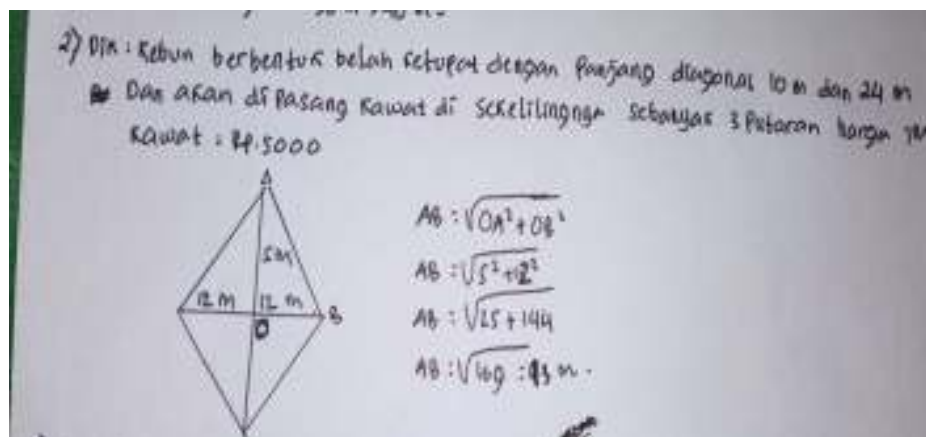 2) Dik : Kebun berbentuk belah ketupat dengan Panjang diagonal 10 m dan 24 m
Dan akan di Pasang Kawat di sekelilingnya sebanyak 3 Putaran harga
Kawat : Rp.5000
A
5 m
12 m 12 m B
O
AB : √OA² + OB²
AB : √5² + 12²
AB : √25 + 144
AB : √169 : 13 m.